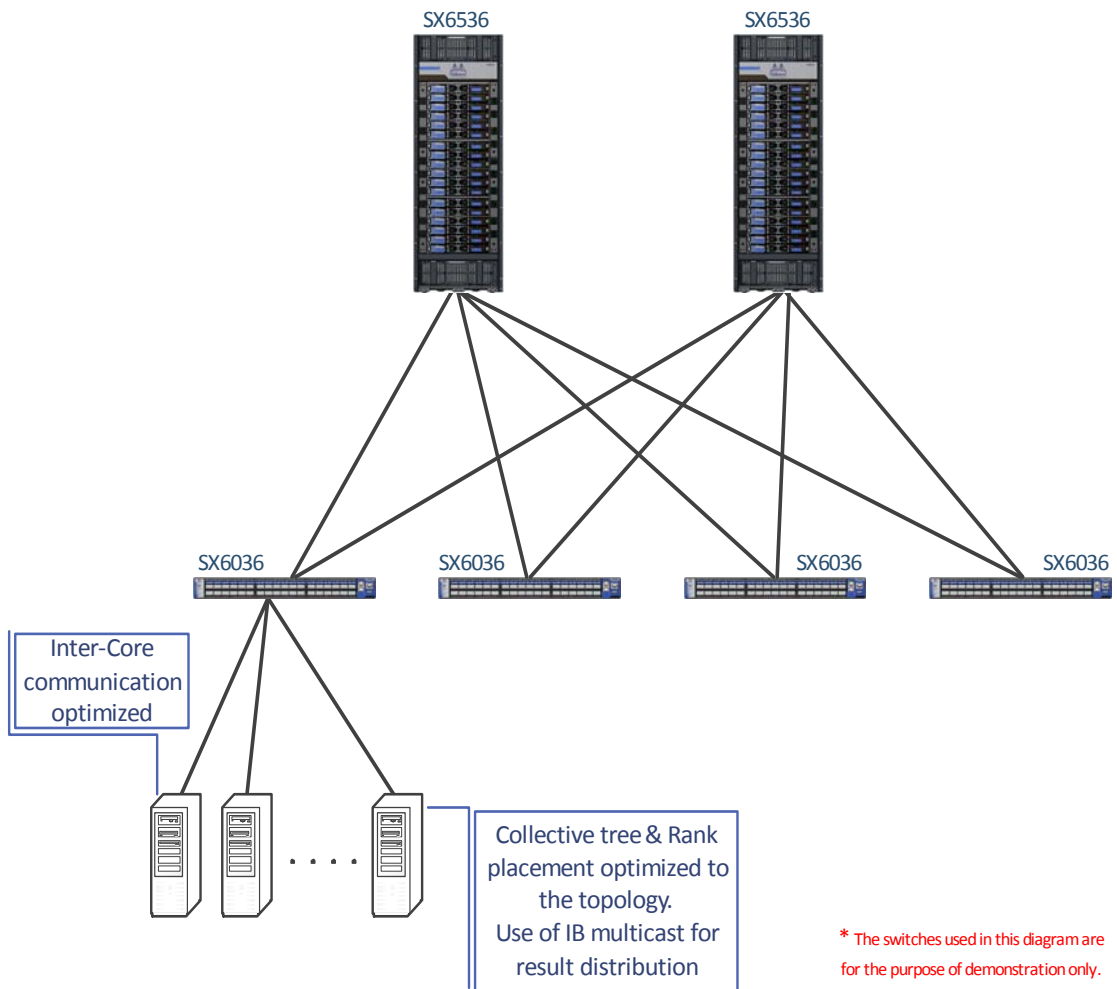 SX6536
SX6536
SX6036
SX6036
SX6036
SX6036
Inter-Core
communication
optimized
Collective tree & Rank
placement optimized to
the topology.
Use of IB multicast for
result distribution
* The switches used in this diagram are
for the purpose of demonstration only.